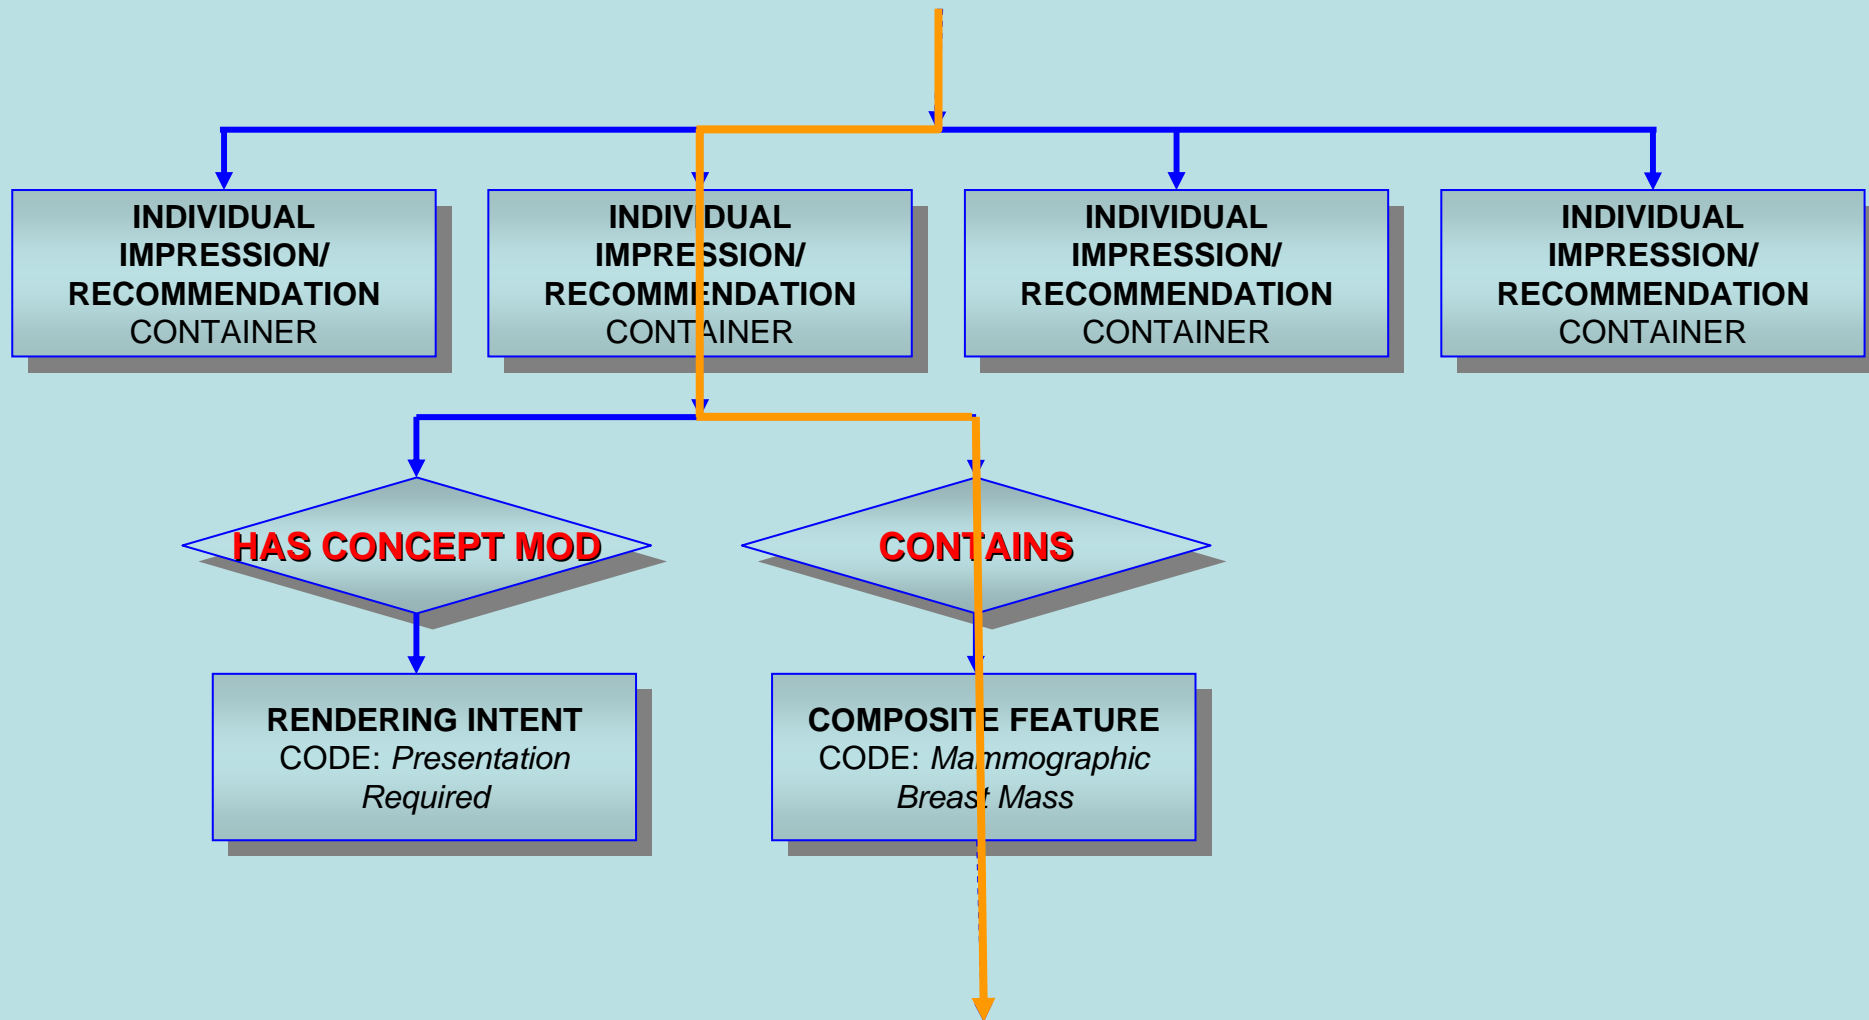 INDIVIDUAL
IMPRESSION/
RECOMMENDATION
CONTAINER
INDIVIDUAL
IMPRESSION/
RECOMMENDATION
CONTAINER
INDIVIDUAL
IMPRESSION/
RECOMMENDATION
CONTAINER
INDIVIDUAL
IMPRESSION/
RECOMMENDATION
CONTAINER
HAS CONCEPT MOD
CONTAINS
RENDERING INTENT
CODE: Presentation
Required
COMPOSITE FEATURE
CODE: Mammographic
Breast Mass